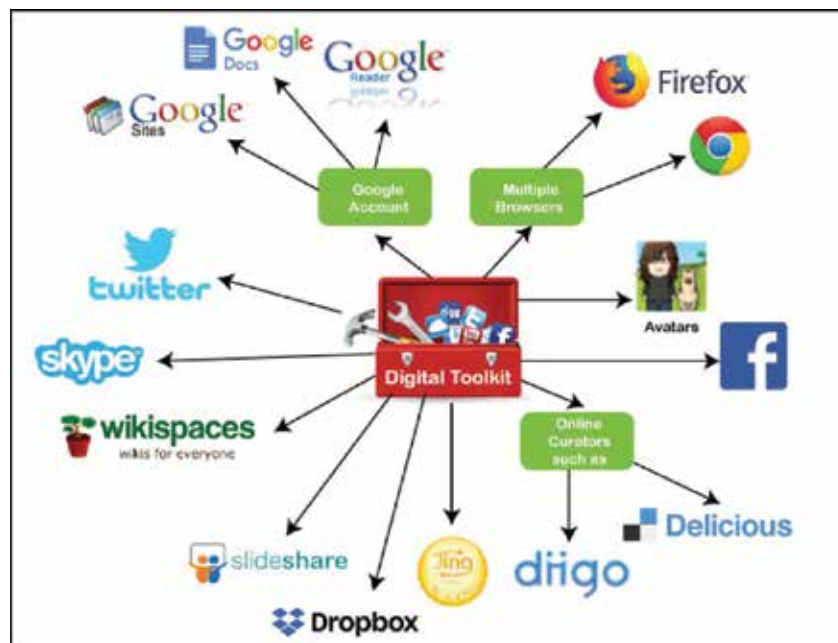 Google
Docs
Google
Reader
Google
Sites
Firefox
Google
Account
Multiple
Browsers
twitter
Avatars
skype
Digital Toolkit
f
wikispaces
wikis for everyone
Online
Curators
such as
Delicious
slideshare
Jing
diigo
Dropbox